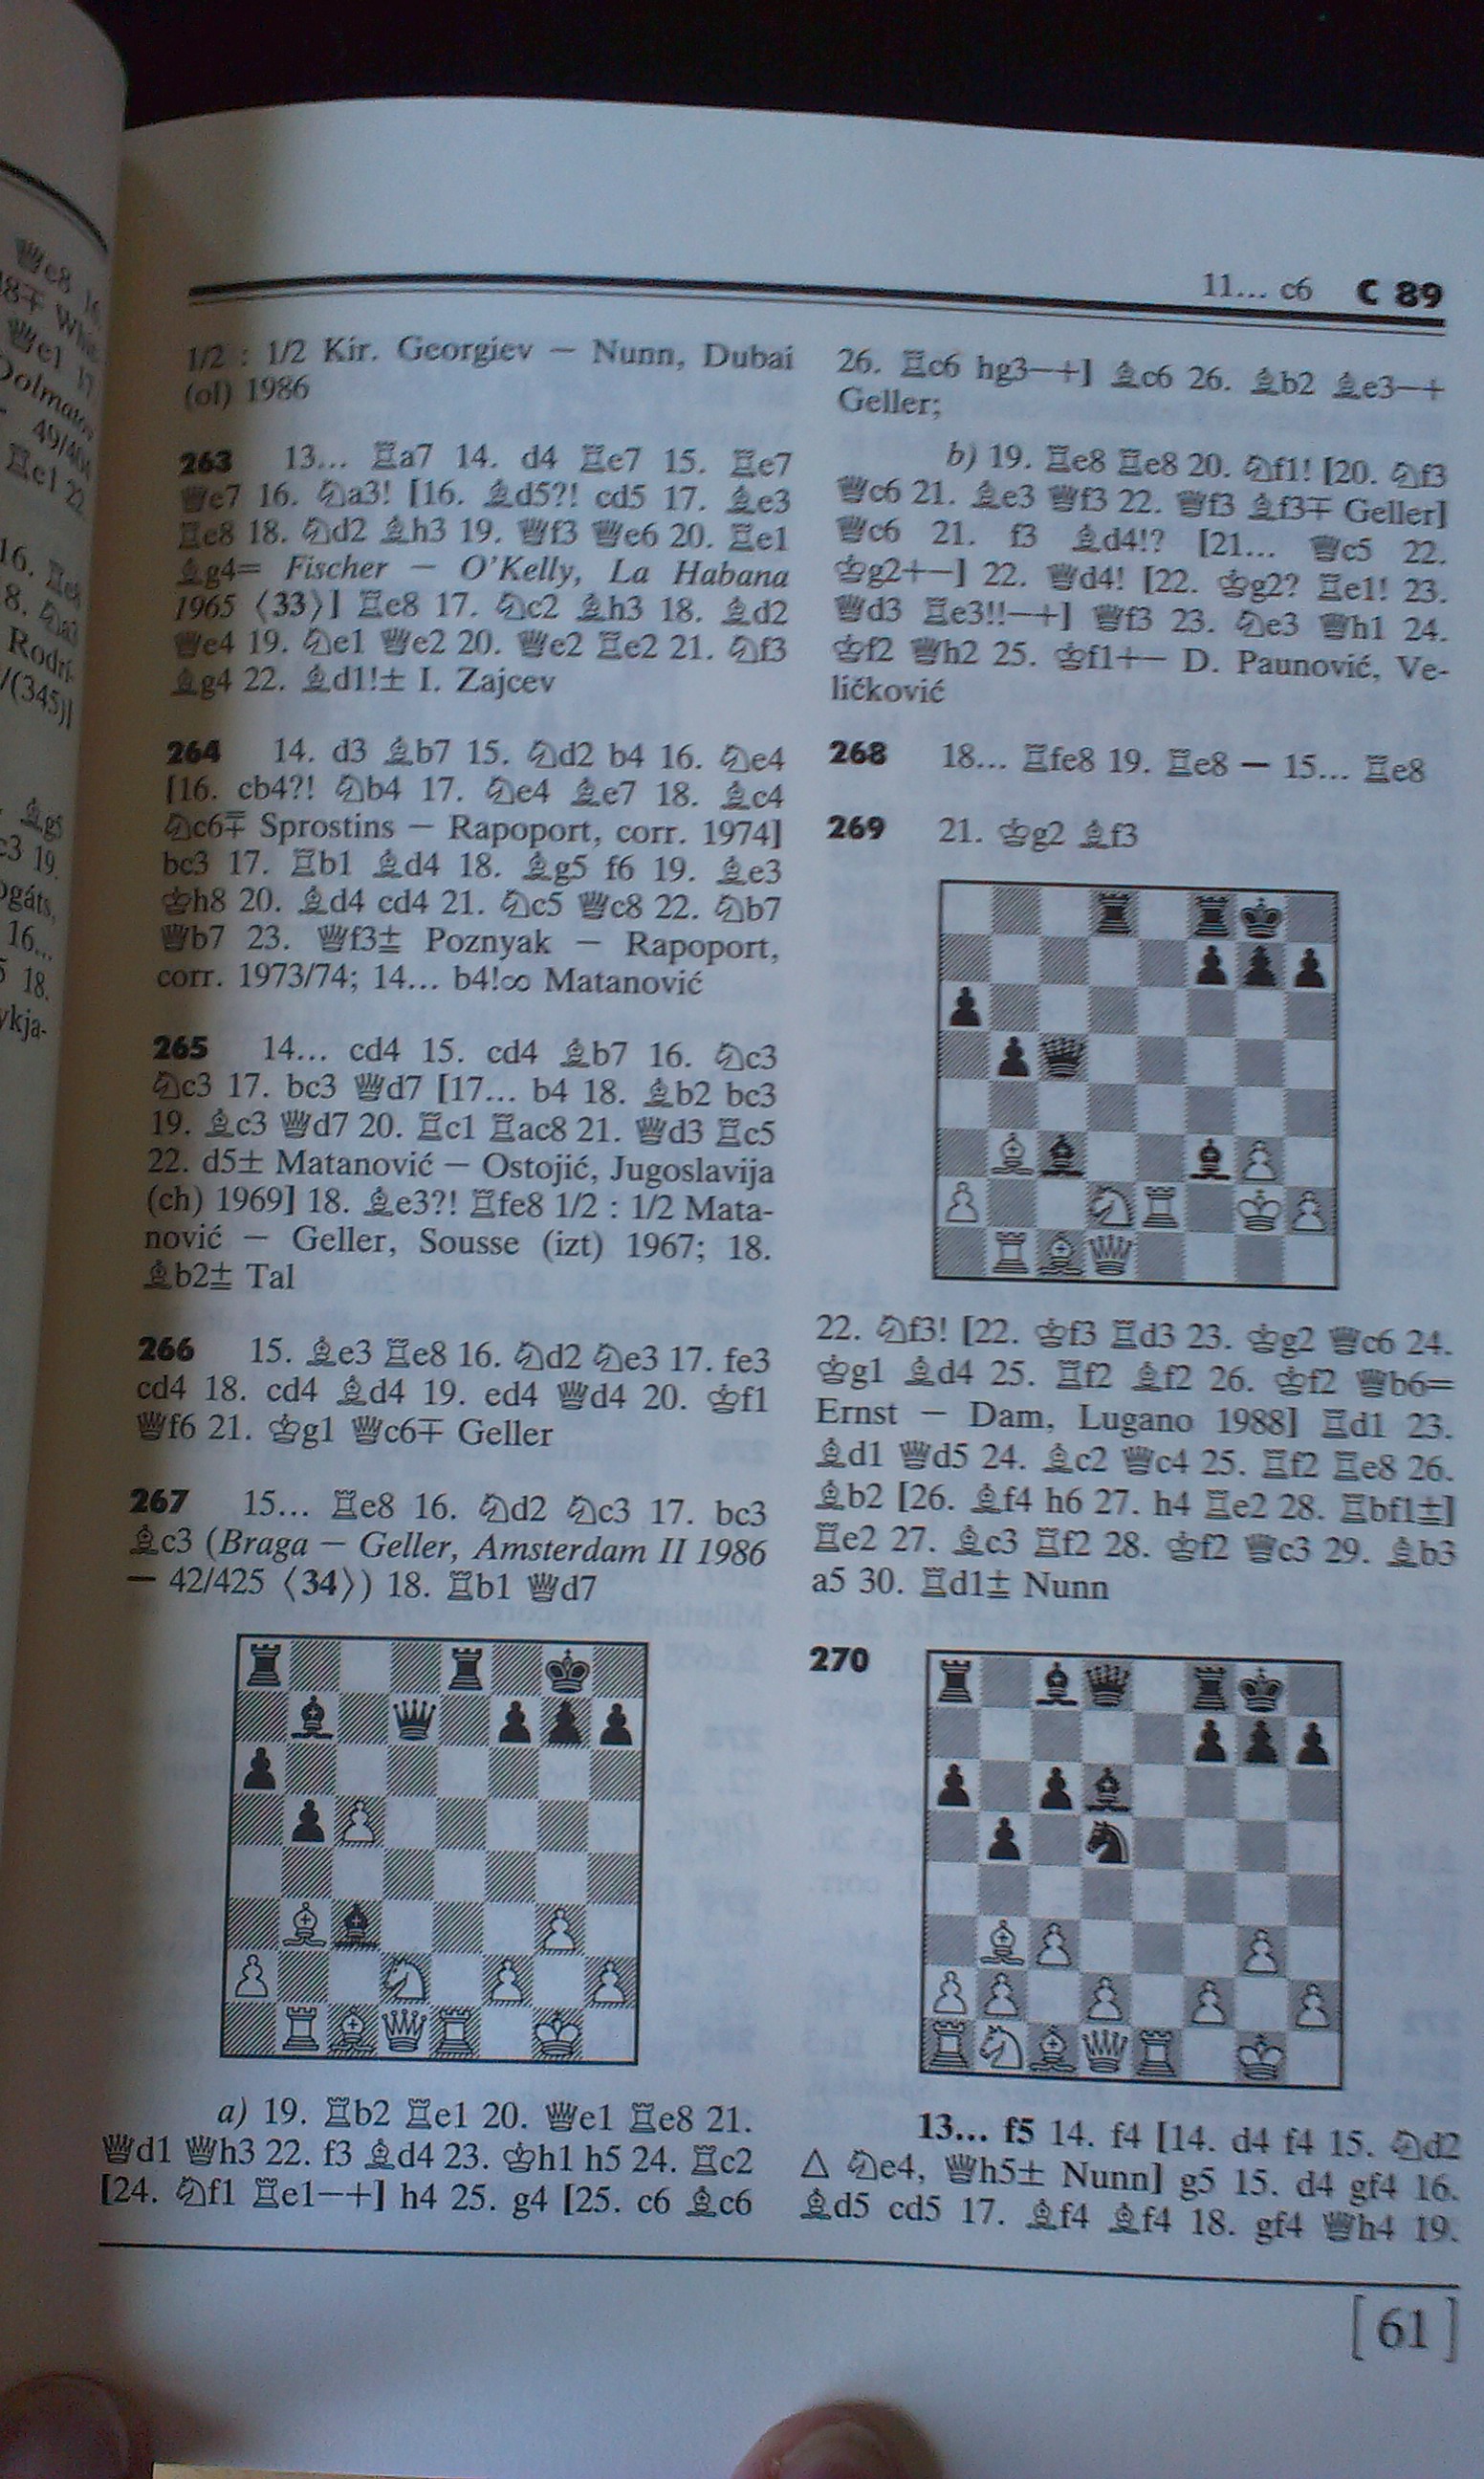 11... c6 C 89
1/2 : 1/2 Kir. Georgiev — Nunn, Dubai
(ol) 1986
263 13... ♖a7 14. d4 ♖e7 15. ♖e7
♕e7 16. ♘a3! [16. ♗d5?! cd5 17. ♗e3
♖e8 18. ♘d2 ♗h3 19. ♕f3 ♕e6 20. ♖e1
♗g4= Fischer — O'Kelly, La Habana
1965 ⟨33⟩] ♖e8 17. ♘c2 ♗h3 18. ♗d2
♕e4 19. ♘e1 ♕e2 20. ♕e2 ♖e2 21. ♘f3
♗g4 22. ♗d1!± I. Zajcev
264 14. d3 ♗b7 15. ♘d2 b4 16. ♘e4
[16. cb4?! ♘b4 17. ♘e4 ♗e7 18. ♗c4
♘c6⩱ Sprostins — Rapoport, corr. 1974]
bc3 17. ♖b1 ♗d4 18. ♗g5 f6 19. ♗e3
♔h8 20. ♗d4 cd4 21. ♘c5 ♕c8 22. ♘b7
♕b7 23. ♕f3± Poznyak — Rapoport,
corr. 1973/74; 14... b4!∞ Matanović
265 14... cd4 15. cd4 ♗b7 16. ♘c3
♘c3 17. bc3 ♕d7 [17... b4 18. ♗b2 bc3
19. ♗c3 ♕d7 20. ♖c1 ♖ac8 21. ♕d3 ♖c5
22. d5± Matanović — Ostojić, Jugoslavija
(ch) 1969] 18. ♗e3?! ♖fe8 1/2 : 1/2 Mata-
nović — Geller, Sousse (izt) 1967; 18.
♗b2± Tal
266 15. ♗e3 ♖e8 16. ♘d2 ♘e3 17. fe3
cd4 18. cd4 ♗d4 19. ed4 ♕d4 20. ♔f1
♕f6 21. ♔g1 ♕c6∓ Geller
267 15... ♖e8 16. ♘d2 ♘c3 17. bc3
♗c3 (Braga — Geller, Amsterdam II 1986
— 42/425 ⟨34⟩) 18. ♖b1 ♕d7
a) 19. ♖b2 ♖e1 20. ♕e1 ♖e8 21.
♕d1 ♕h3 22. f3 ♗d4 23. ♔h1 h5 24. ♖c2
[24. ♘f1 ♖e1—+] h4 25. g4 [25. c6 ♗c6
26. ♖c6 hg3—+] ♗c6 26. ♗b2 ♗e3—+
Geller;
b) 19. ♖e8 ♖e8 20. ♘f1! [20. ♘f3
♕c6 21. ♗e3 ♕f3 22. ♕f3 ♗f3∓ Geller]
♕c6 21. f3 ♗d4!? [21... ♕c5 22.
♔g2+—] 22. ♕d4! [22. ♔g2? ♖e1! 23.
♕d3 ♖e3!!—+] ♕f3 23. ♘e3 ♕h1 24.
♔f2 ♕h2 25. ♔f1+— D. Paunović, Ve-
ličković
268 18... ♖fe8 19. ♖e8 — 15... ♖e8
269 21. ♔g2 ♗f3
22. ♘f3! [22. ♔f3 ♖d3 23. ♔g2 ♕c6 24.
♔g1 ♗d4 25. ♖f2 ♗f2 26. ♔f2 ♕b6=
Ernst — Dam, Lugano 1988] ♖d1 23.
♗d1 ♕d5 24. ♗c2 ♕c4 25. ♖f2 ♖e8 26.
♗b2 [26. ♗f4 h6 27. h4 ♖e2 28. ♖bf1±]
♖e2 27. ♗c3 ♖f2 28. ♔f2 ♕c3 29. ♗b3
a5 30. ♖d1± Nunn
270
13... f5 14. f4 [14. d4 f4 15. ♘d2
△ ♘e4, ♕h5± Nunn] g5 15. d4 gf4 16.
♗d5 cd5 17. ♗f4 ♗f4 18. gf4 ♕h4 19.
[61]